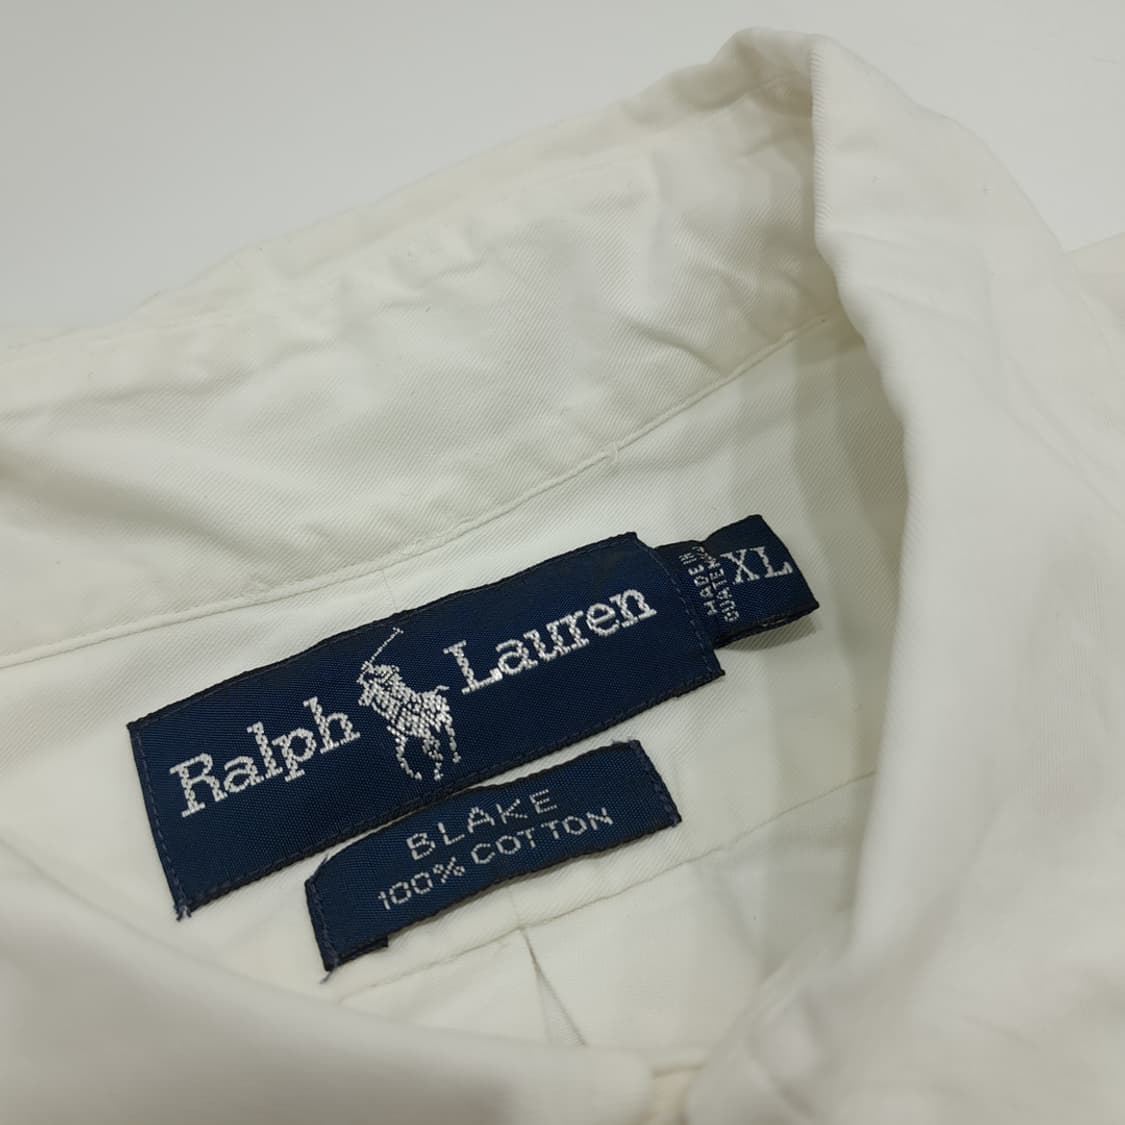 Ralph Lauren
XL
MADE IN
GUATEMALA
BLAKE
100% COTTON